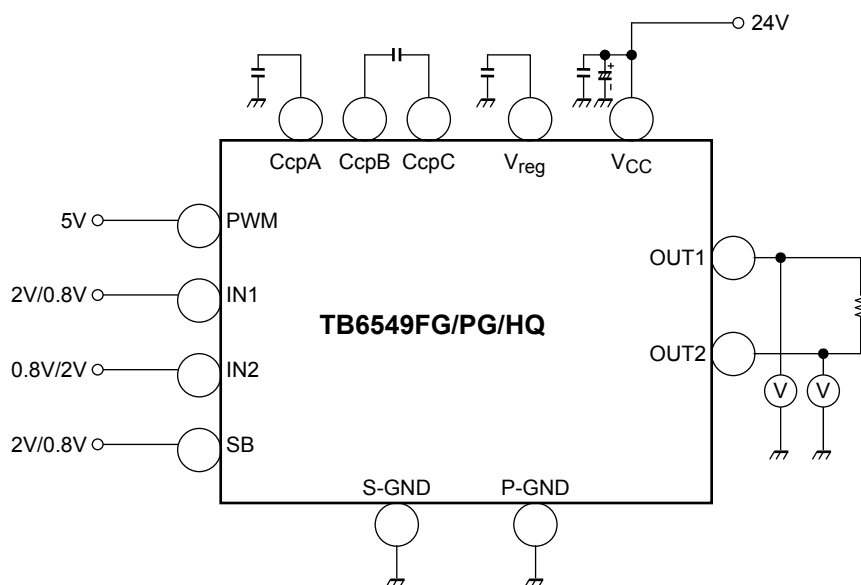 24V
+
-
CcpA CcpB CcpC Vreg VCC
5V PWM
OUT1
2V/0.8V IN1
TB6549FG/PG/HQ
OUT2
0.8V/2V IN2
V V
2V/0.8V SB
S-GND P-GND